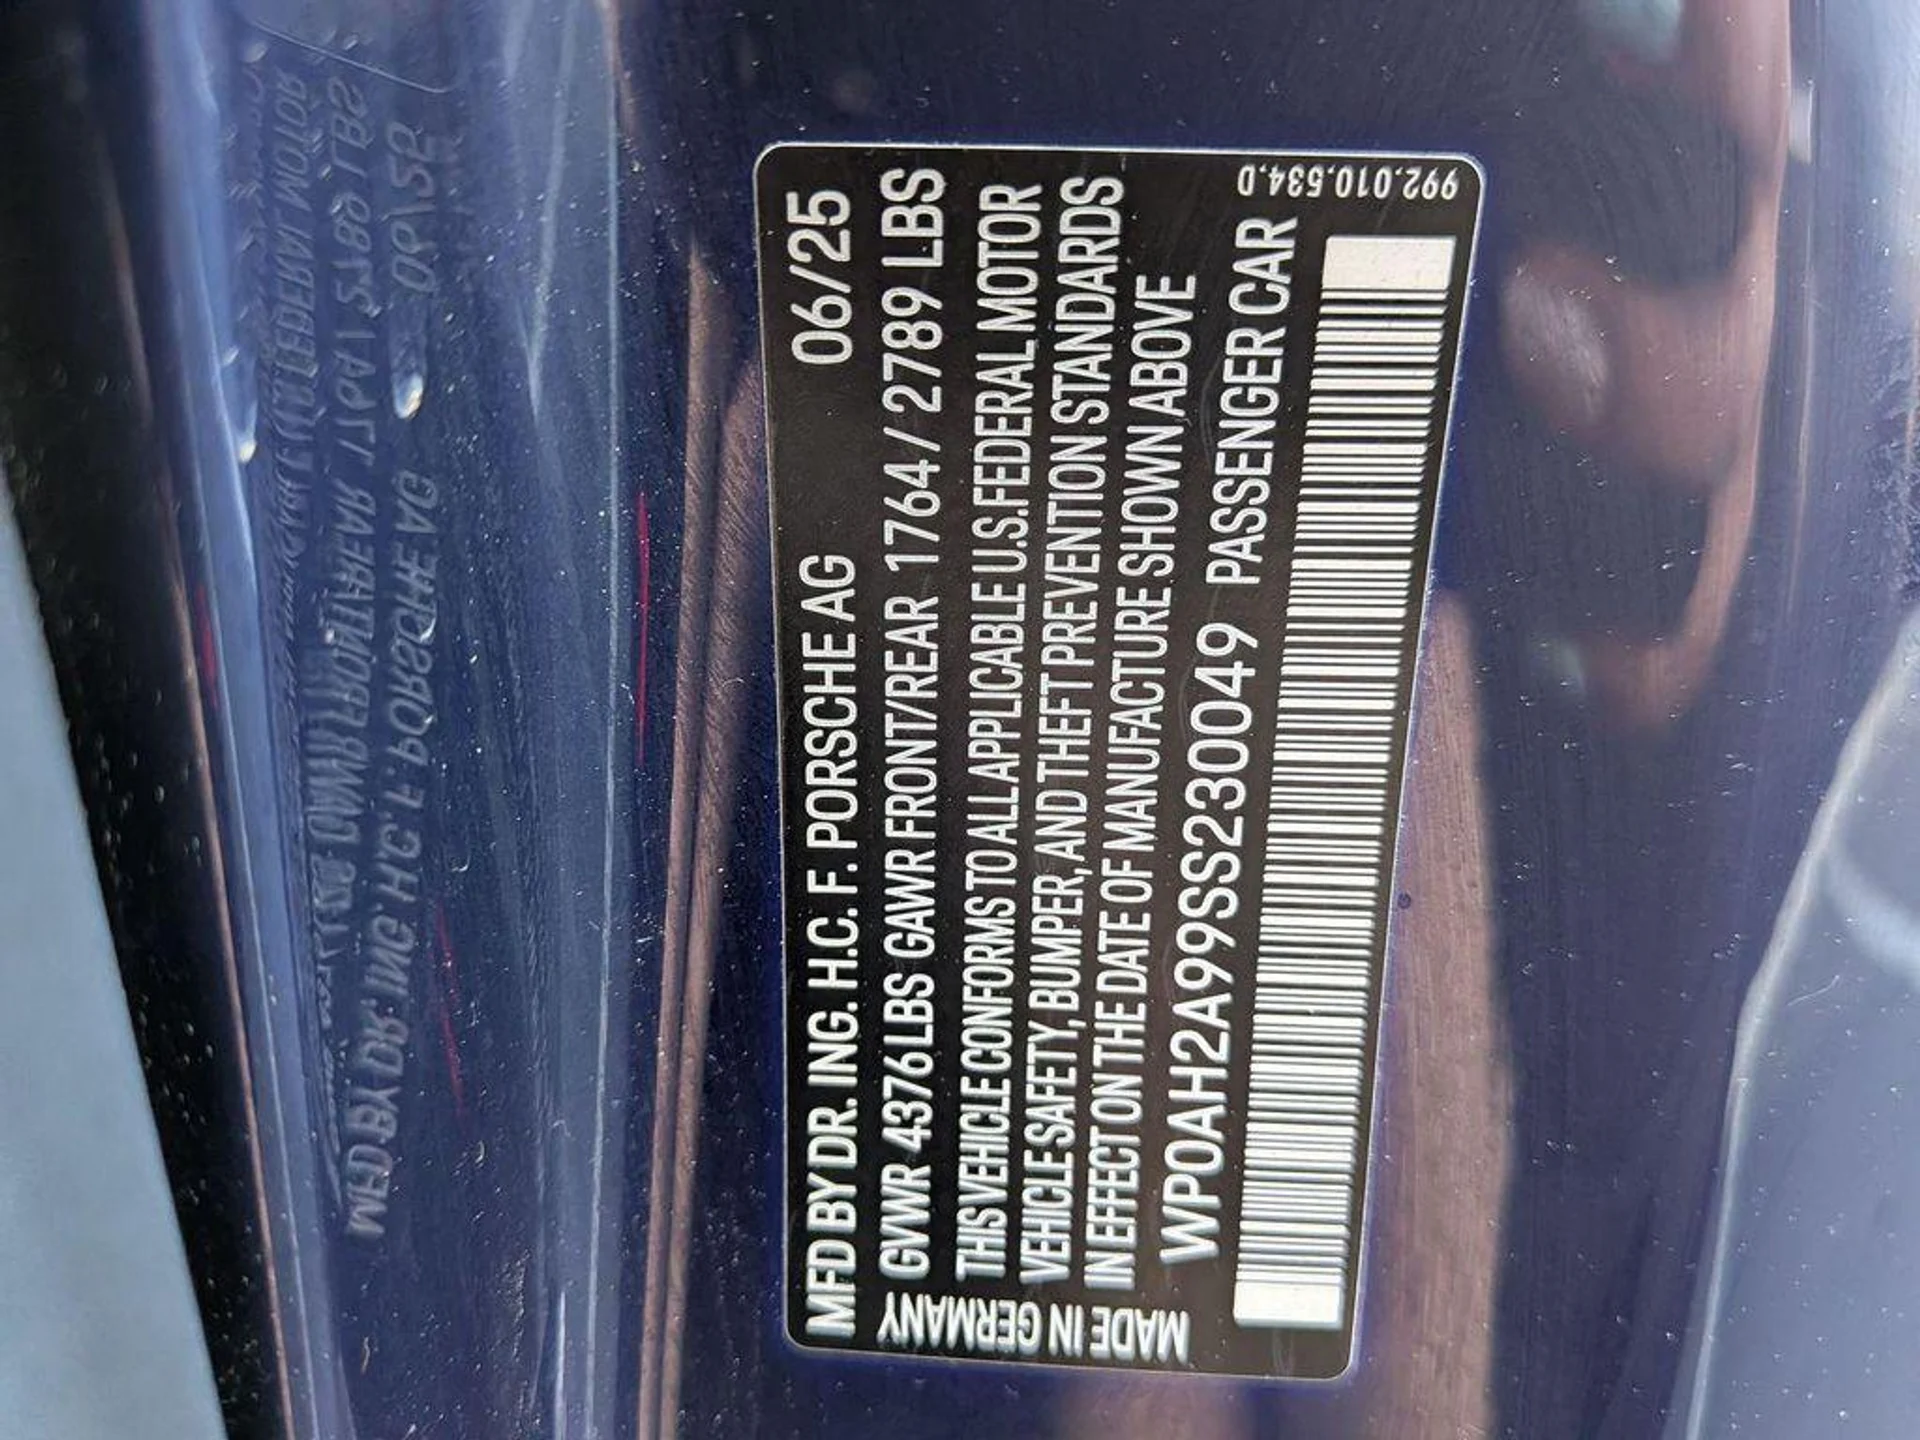 MFD BY DR. ING. H.C. F. PORSCHE AG 06/25
GVWR 4376 LBS GAWR FRONT/REAR 1764 / 2789 LBS
THIS VEHICLE CONFORMS TO ALL APPLICABLE U.S. FEDERAL MOTOR
VEHICLE SAFETY, BUMPER, AND THEFT PREVENTION STANDARDS
IN EFFECT ON THE DATE OF MANUFACTURE SHOWN ABOVE
WP0AH2A99SS230049 PASSENGER CAR
MADE IN GERMANY
992.010.534.D